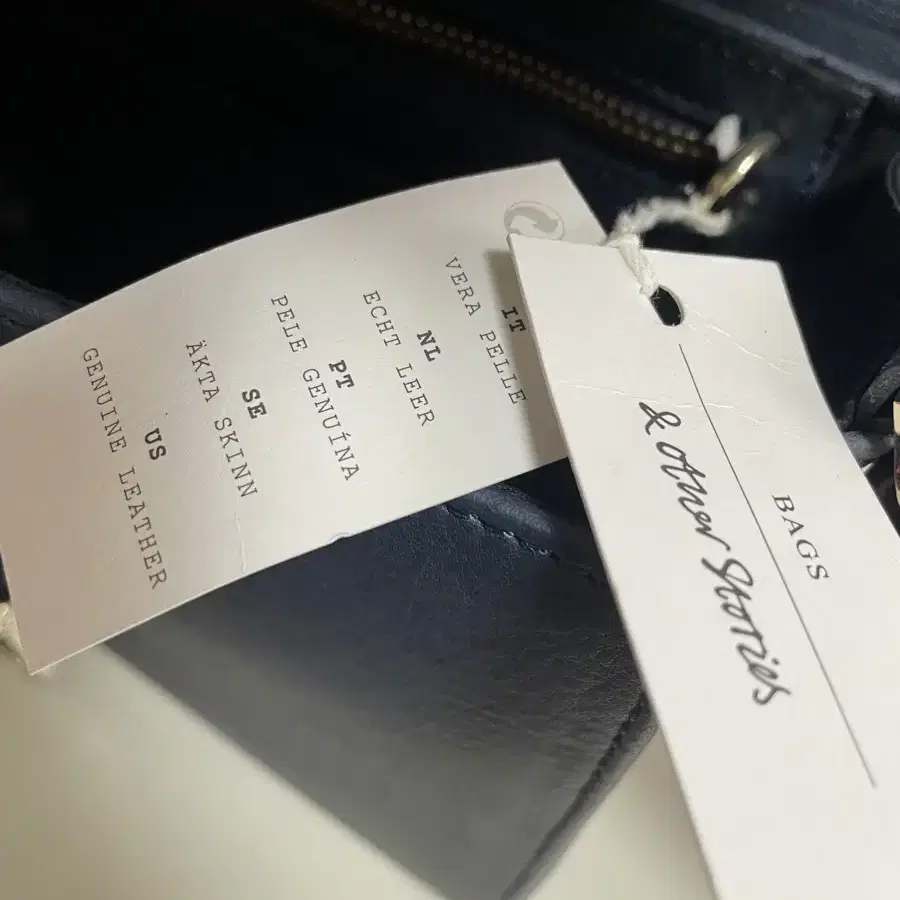 IT
VERA PELLE
NL
ECHT LEER
PT
PELE GENUÍNA
SE
ÄKTA SKINN
US
GENUINE LEATHER
BAGS
& other Stories